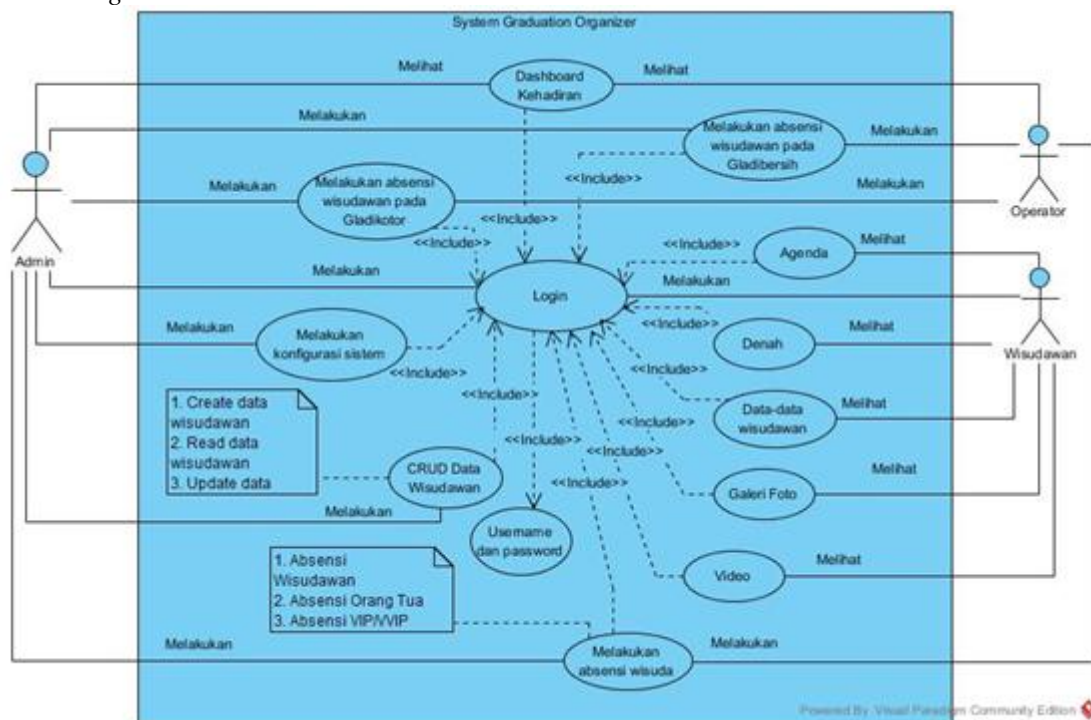 System Graduation Organizer
Melihat
Dashboard
Kehadiran
Melihat
Melakukan
Melakukan absensi
wisudawan pada
Gladibersih
Melakukan
<<Include>>
Melakukan
Melakukan absensi
wisudawan pada
Gladikotor
Melakukan
Operator
Admin
<<Include>>
<<Include>>
<<Include>>
<<Include>>
Agenda
Melihat
Melakukan
Login
Melakukan
Melakukan
Melakukan
konfigurasi sistem
<<Include>>
<<Include>>
Denah
Melihat
Wisudawan
<<Include>>
<<Include>>
1. Create data
wisudawan
2. Read data
wisudawan
3. Update data
CRUD Data
Wisudawan
Data-data
wisudawan
Melihat
<<Include>>
<<Include>>
<<Include>>
Galeri Foto
Melihat
Melakukan
Username
dan password
1. Absensi
Wisudawan
2. Absensi Orang Tua
3. Absensi VIP/VVIP
Video
Melihat
Melakukan
Melakukan
absensi wisuda
Melakukan
Powered By Visual Paradigm Community Edition